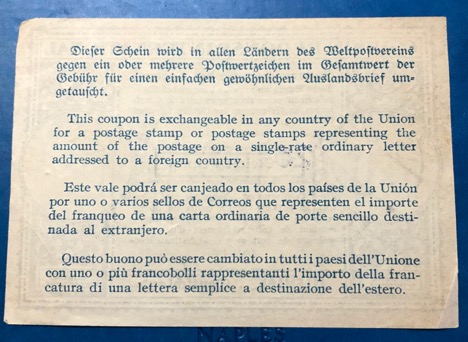 Dieser Schein wird in allen Ländern des Weltpostvereins
gegen ein oder mehrere Postwertzeichen im Gesamtwert der
Gebühr für einen einfachen gewöhnlichen Auslandsbrief um-
getauscht.
This coupon is exchangeable in any country of the Union
for a postage stamp or postage stamps representing the
amount of the postage on a single-rate ordinary letter
addressed to a foreign country.
Este vale podrá ser canjeado en todos los países de la Unión
por uno o varios sellos de Correos que representen el importe
del franqueo de una carta ordinaria de porte sencillo desti-
nada al extranjero.
Questo buono può essere cambiato in tutti i paesi dell'Unione
con uno o più francobolli rappresentanti l'importo della fran-
catura di una lettera semplice a destinazione dell'estero.
NAPLES